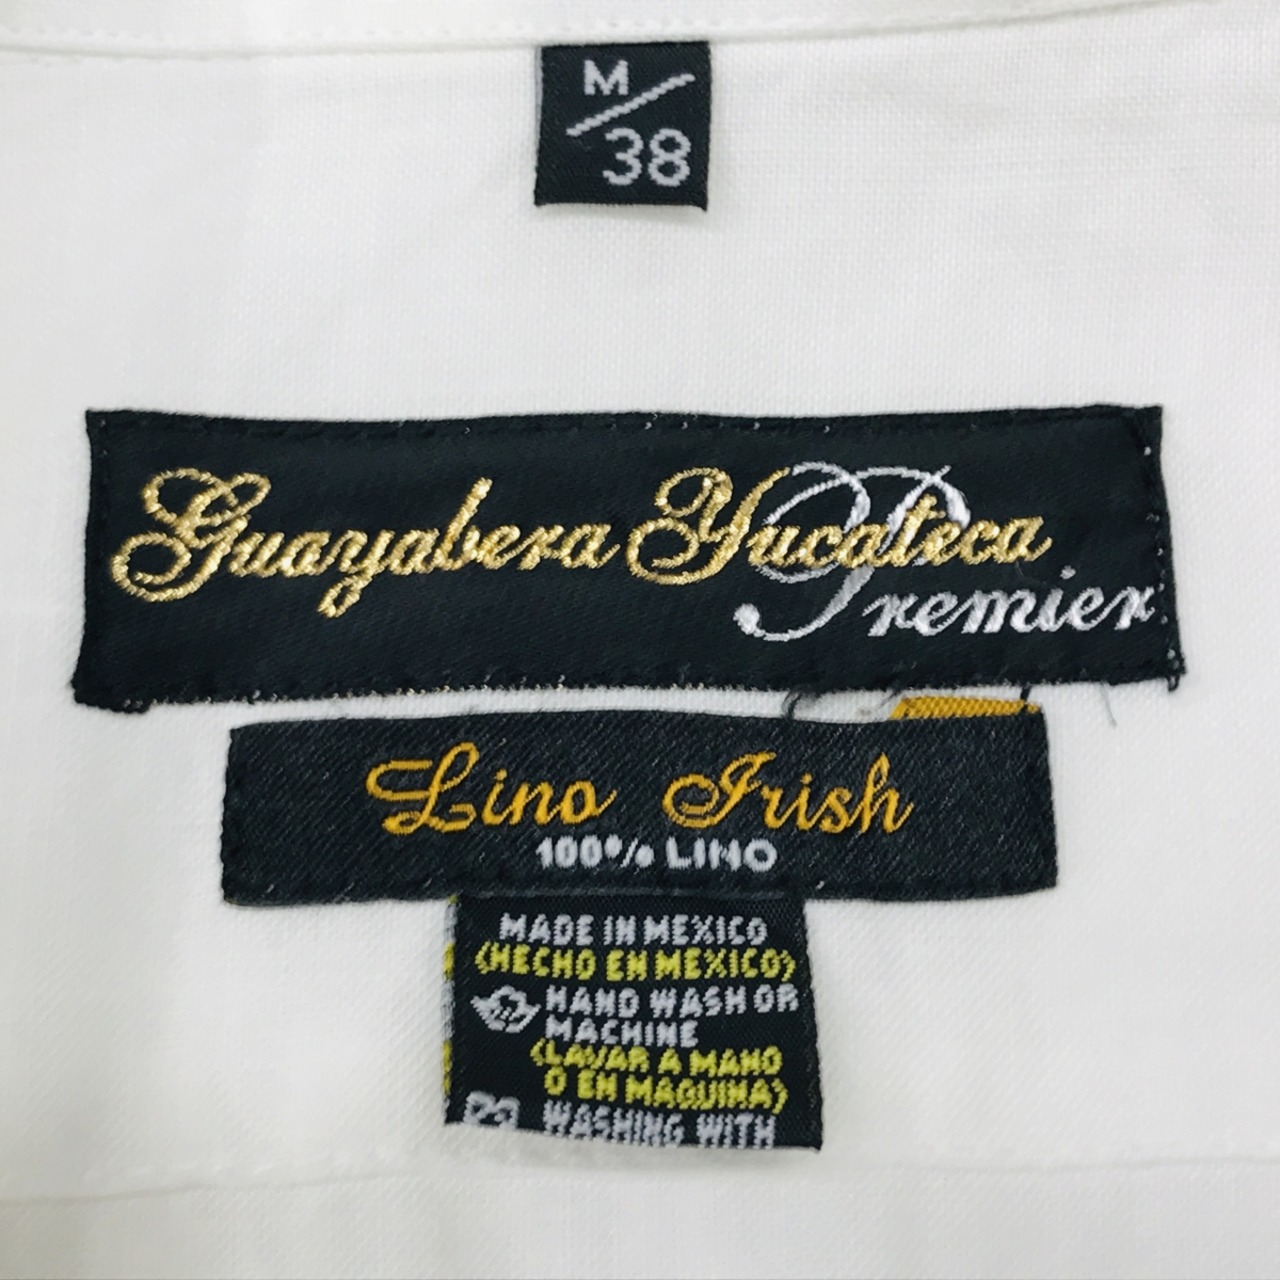 M/38
Guayabera Yucateca
Premier
Lino Irish
100% LINO
MADE IN MEXICO
(HECHO EN MEXICO)
HAND WASH OR
MACHINE
(LAVAR A MANO
O EN MAQUINA)
WASHING WITH